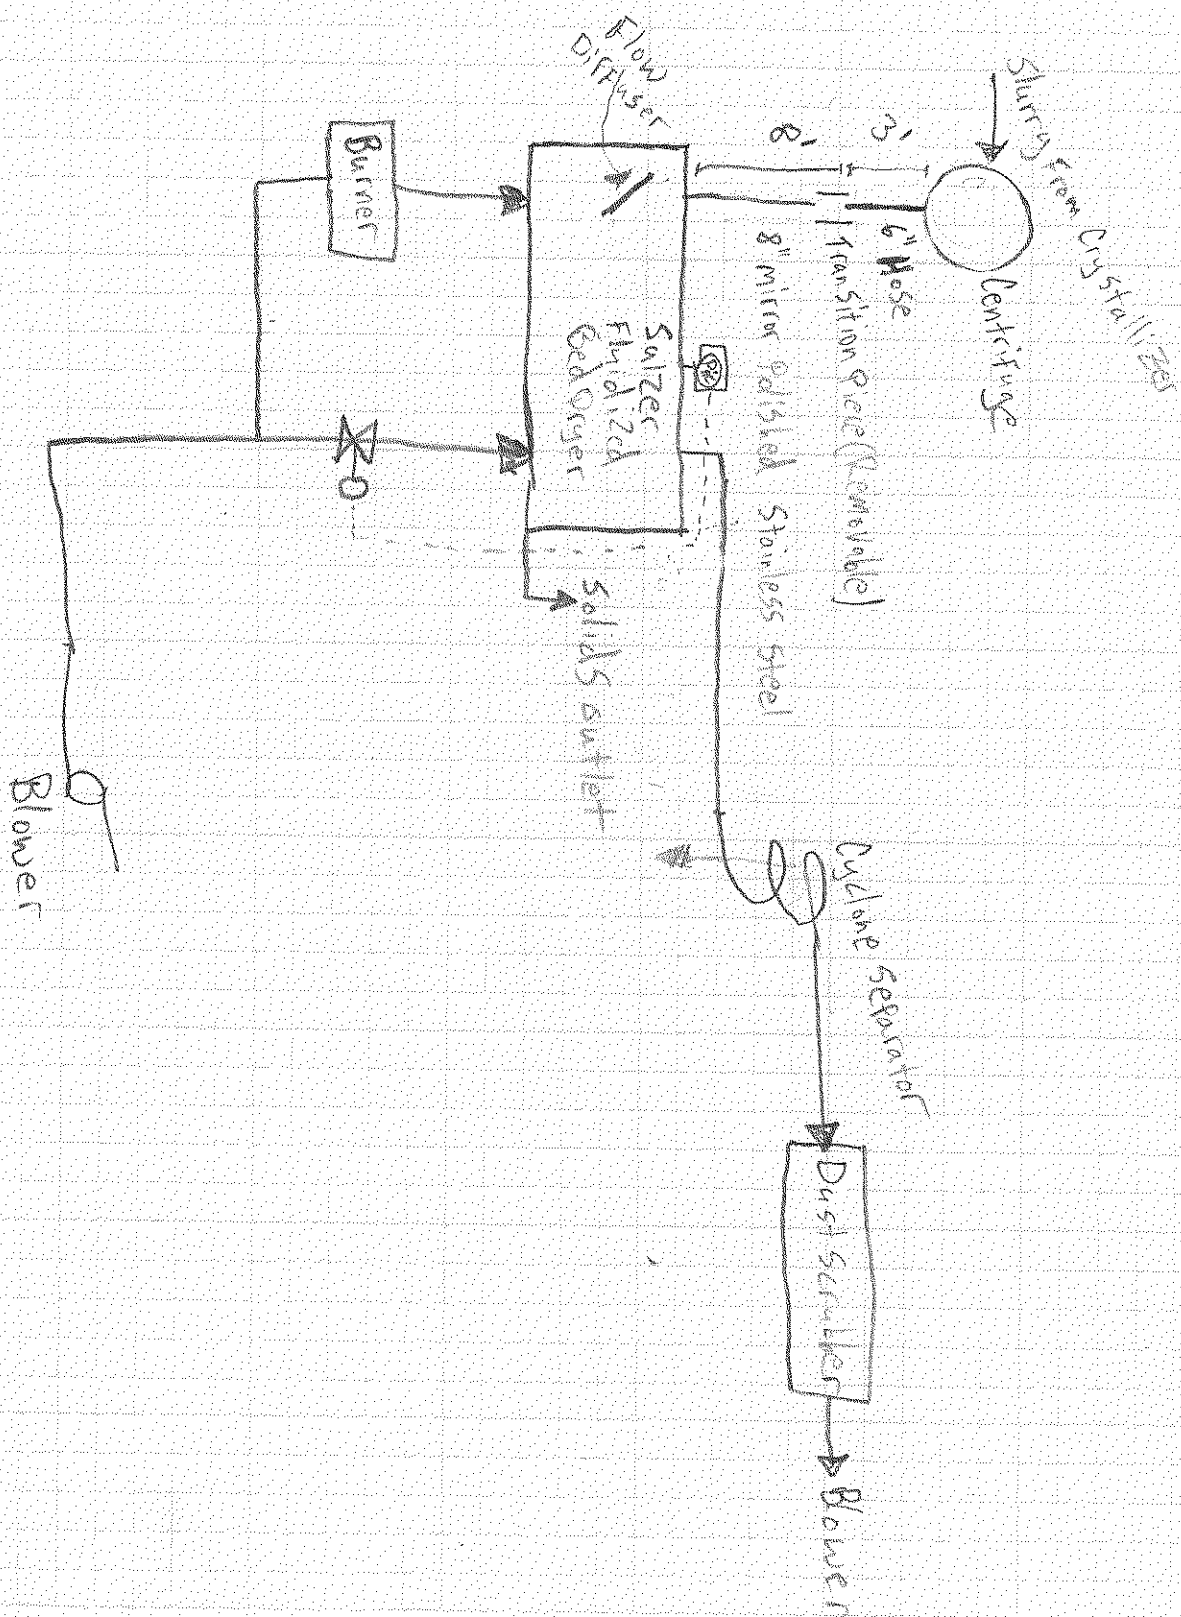 Slurry From Crystallizer
Centrifuge
3'
6" Hose
8'
Transition Piece (Removable)
8" mirror Polished Stainless Steel
Flow
Diffuser
Burner
Sulzer
Fluidized
Bed Dryer
Solids outlet
Cyclone Separator
Dust Scrubber
Blower
Blower